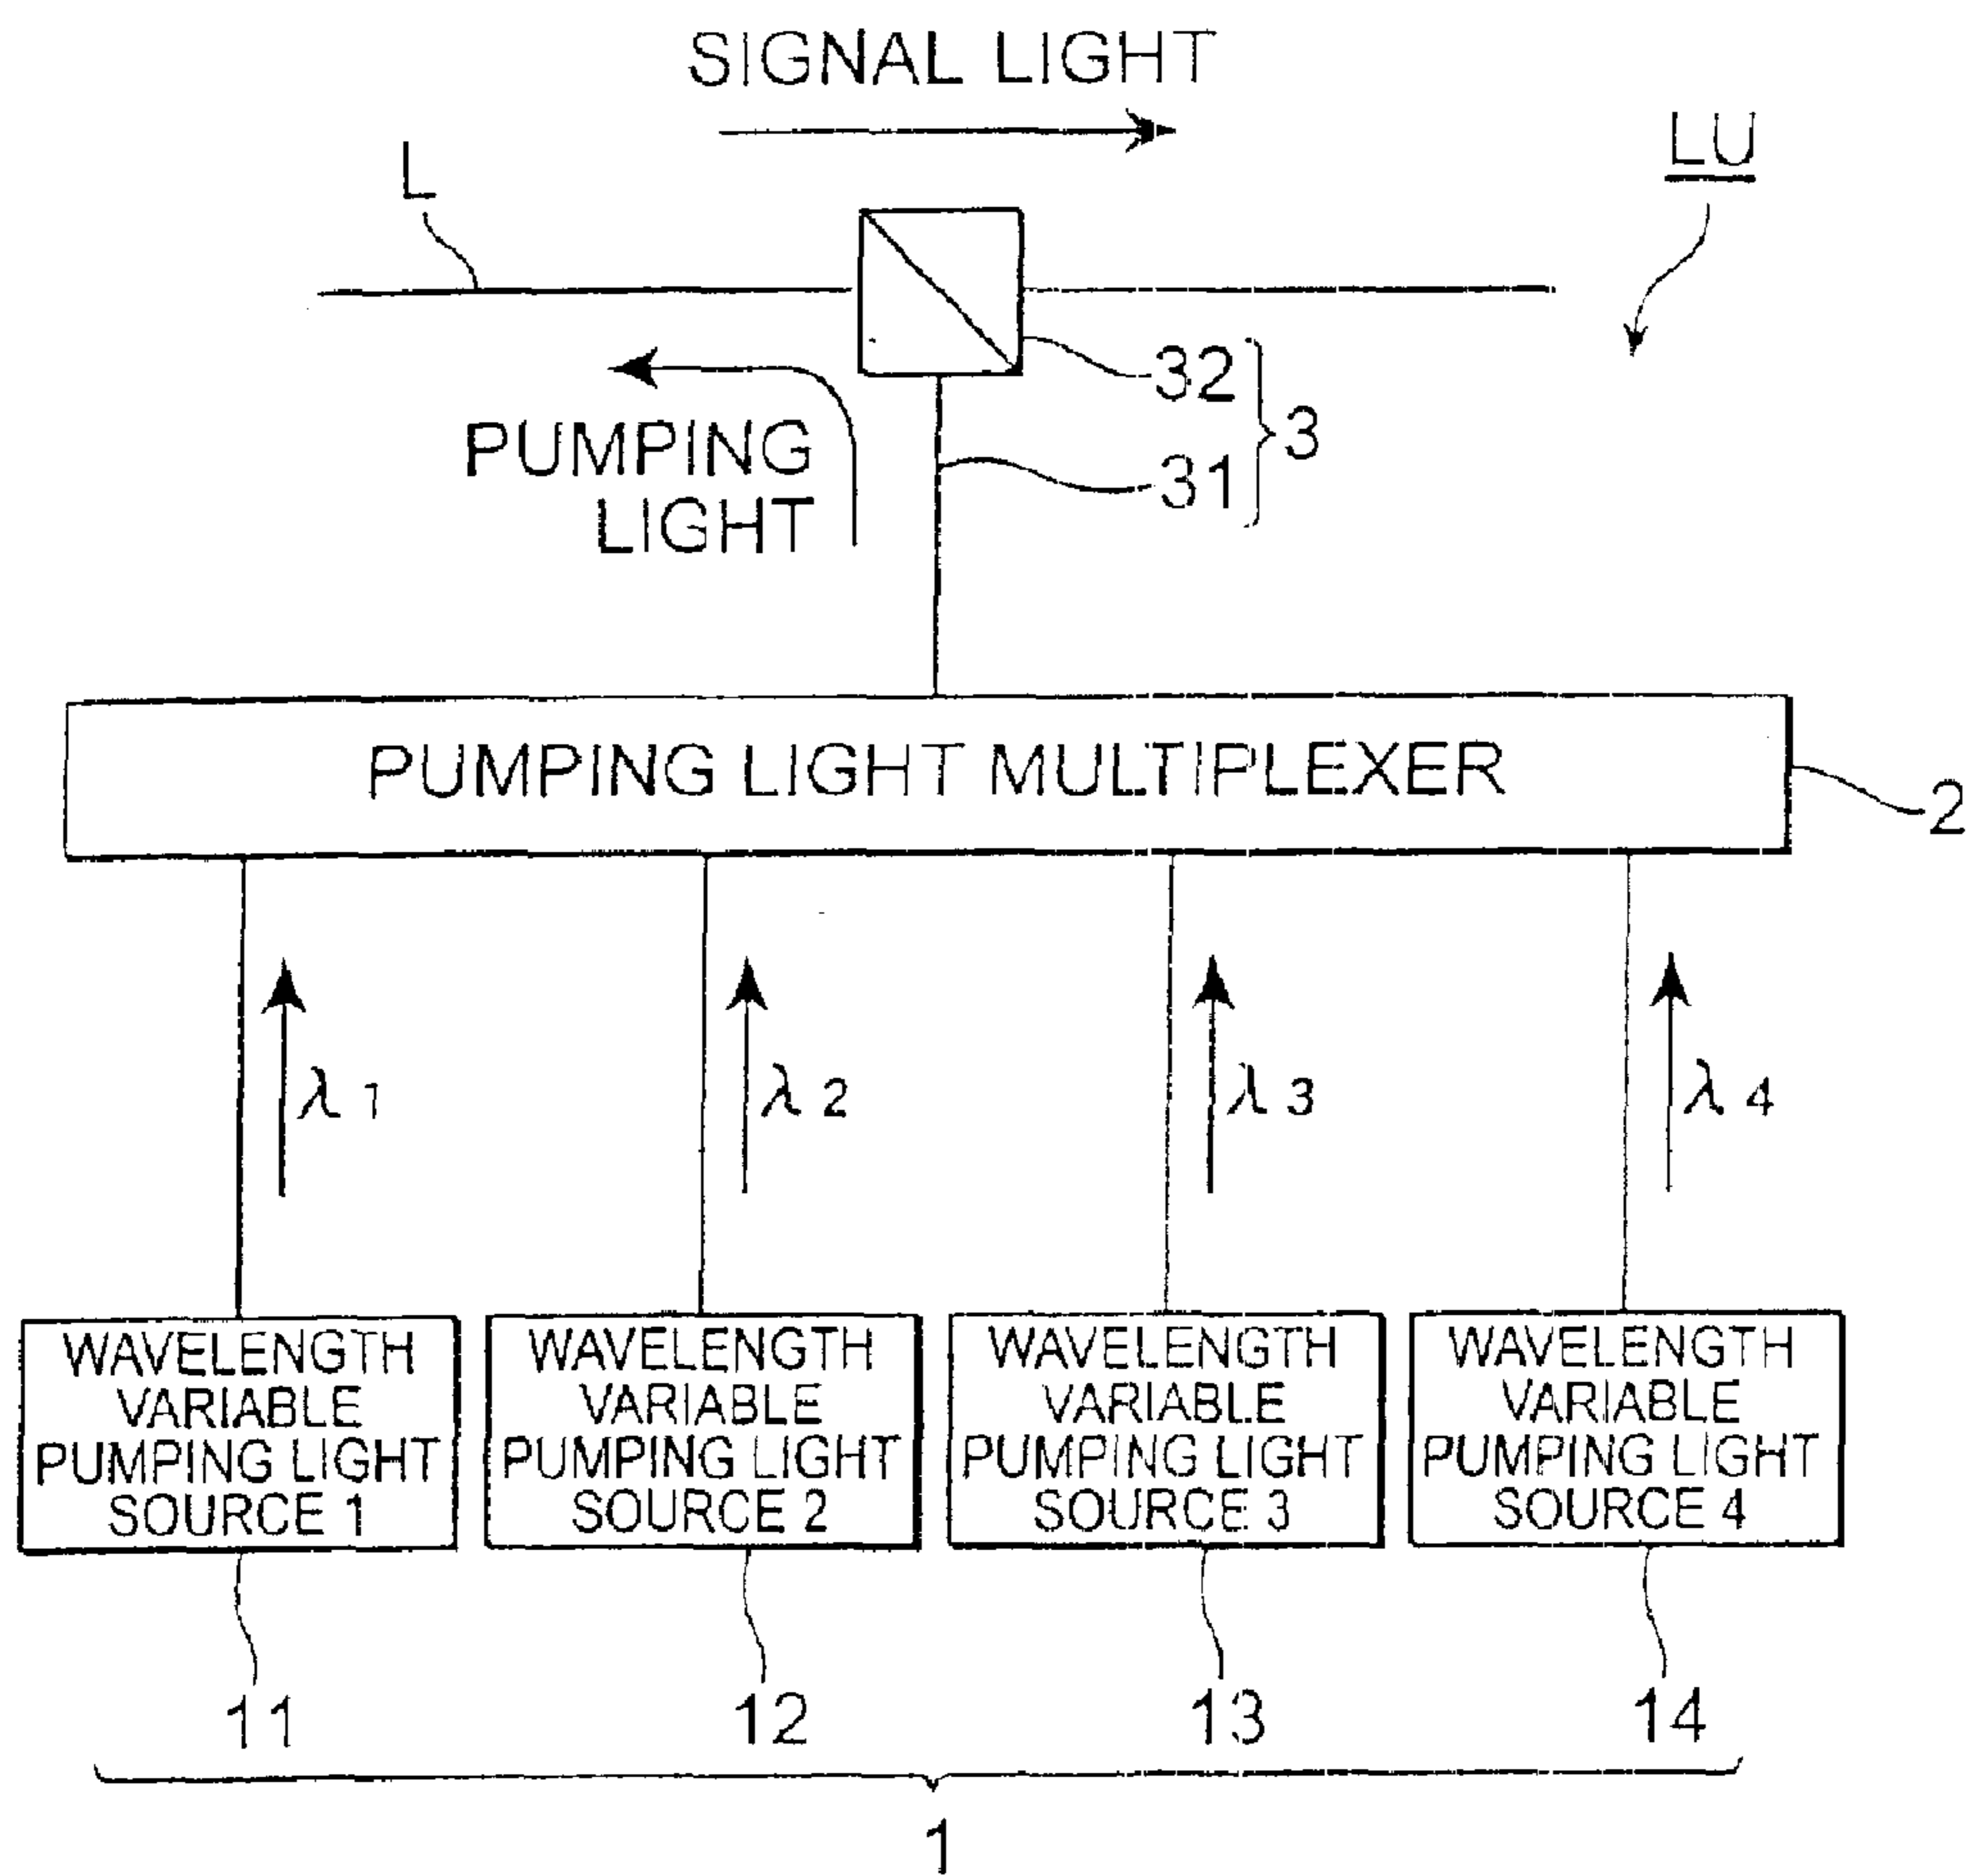 SIGNAL LIGHT
L
LU
32
3
31
PUMPING
LIGHT
PUMPING LIGHT MULTIPLEXER
2
λ1
λ2
λ3
λ4
WAVELENGTH
VARIABLE
PUMPING LIGHT
SOURCE 1
WAVELENGTH
VARIABLE
PUMPING LIGHT
SOURCE 2
WAVELENGTH
VARIABLE
PUMPING LIGHT
SOURCE 3
WAVELENGTH
VARIABLE
PUMPING LIGHT
SOURCE 4
11
12
13
14
1